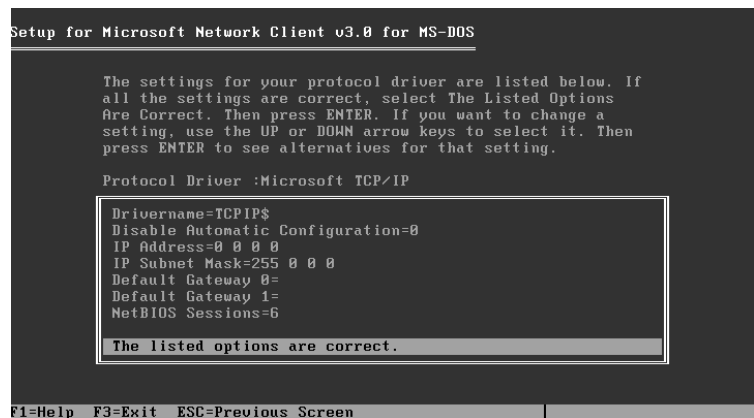 Setup for Microsoft Network Client v3.0 for MS-DOS
The settings for your protocol driver are listed below. If
all the settings are correct, select The Listed Options
Are Correct. Then press ENTER. If you want to change a
setting, use the UP or DOWN arrow keys to select it. Then
press ENTER to see alternatives for that setting.
Protocol Driver :Microsoft TCP/IP
Drivername=TCPIP$
Disable Automatic Configuration=0
IP Address=0 0 0 0
IP Subnet Mask=255 0 0 0
Default Gateway 0=
Default Gateway 1=
NetBIOS Sessions=6
The listed options are correct.
F1=Help  F3=Exit  ESC=Previous Screen